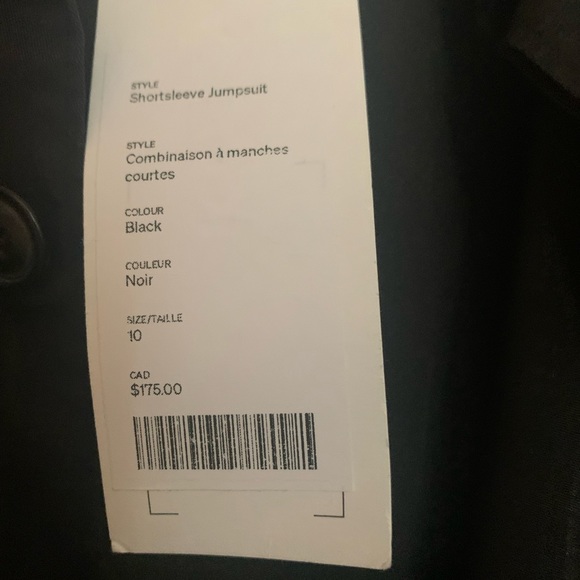 STYLE
Shortsleeve Jumpsuit
STYLE
Combinaison à manches
courtes
COLOUR
Black
COULEUR
Noir
SIZE/TAILLE
10
CAD
$175.00